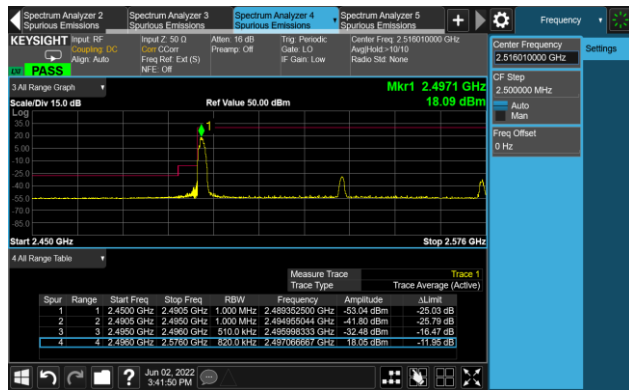 Spectrum Analyzer 2
Spurious Emissions
Spectrum Analyzer 3
Spurious Emissions
Spectrum Analyzer 4
Spurious Emissions
Spectrum Analyzer 5
Spurious Emissions
+
Frequency
KEYSIGHT
Input: RF
Coupling: DC
Align: Auto
Input Z: 50 Ω
Corr CCorr
Freq Ref: Ext (S)
NFE: Off
Atten: 16 dB
Preamp: Off
Trig: Periodic
Gate: LO
IF Gain: Low
Center Freq: 2.516010000 GHz
Avg|Hold:>10/10
Radio Std: None
PASS
Center Frequency
2.516010000 GHz
Settings
CF Step
2.500000 MHz
Auto
Man
Freq Offset
0 Hz
3 All Range Graph
Mkr1 2.4971 GHz
Scale/Div 15.0 dB
Ref Value 50.00 dBm
18.09 dBm
Log
35.0
20.0
5.00
-10.0
-25.0
-40.0
-55.0
-70.0
-85.0
1
Start 2.450 GHz
Stop 2.576 GHz
4 All Range Table
Measure Trace Trace 1
Trace Type Trace Average (Active)
Spur Range Start Freq Stop Freq RBW Frequency Amplitude ΔLimit
1 1 2.4500 GHz 2.4905 GHz 1.000 MHz 2.489352500 GHz -53.04 dBm -25.03 dB
2 2 2.4905 GHz 2.4950 GHz 1.000 MHz 2.494955044 GHz -41.80 dBm -25.79 dB
3 3 2.4950 GHz 2.4960 GHz 510.0 kHz 2.495998333 GHz -32.48 dBm -16.47 dB
4 4 2.4960 GHz 2.5760 GHz 820.0 kHz 2.497066667 GHz 18.05 dBm -11.95 dB
?
Jun 02, 2022
3:41:50 PM